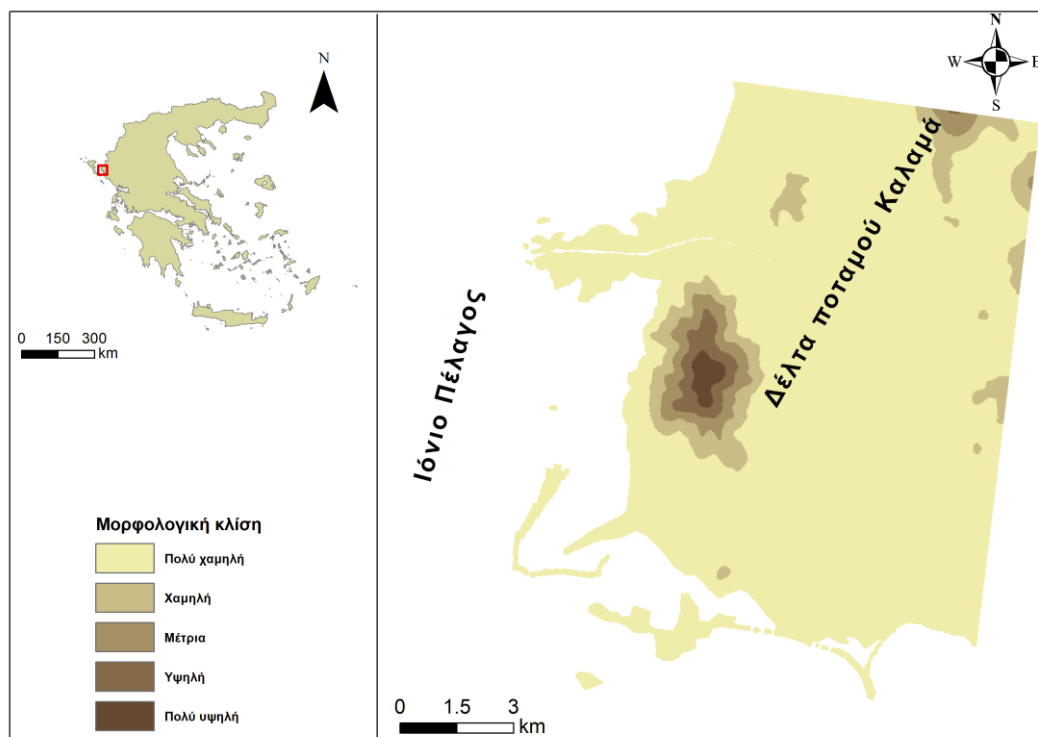 N
0 150 300
km
Μορφολογική κλίση
Πολύ χαμηλή
Χαμηλή
Μέτρια
Υψηλή
Πολύ υψηλή
N
W E
S
Δέλτα ποταμού Καλαμά
Ιόνιο Πέλαγος
0 1.5 3
km